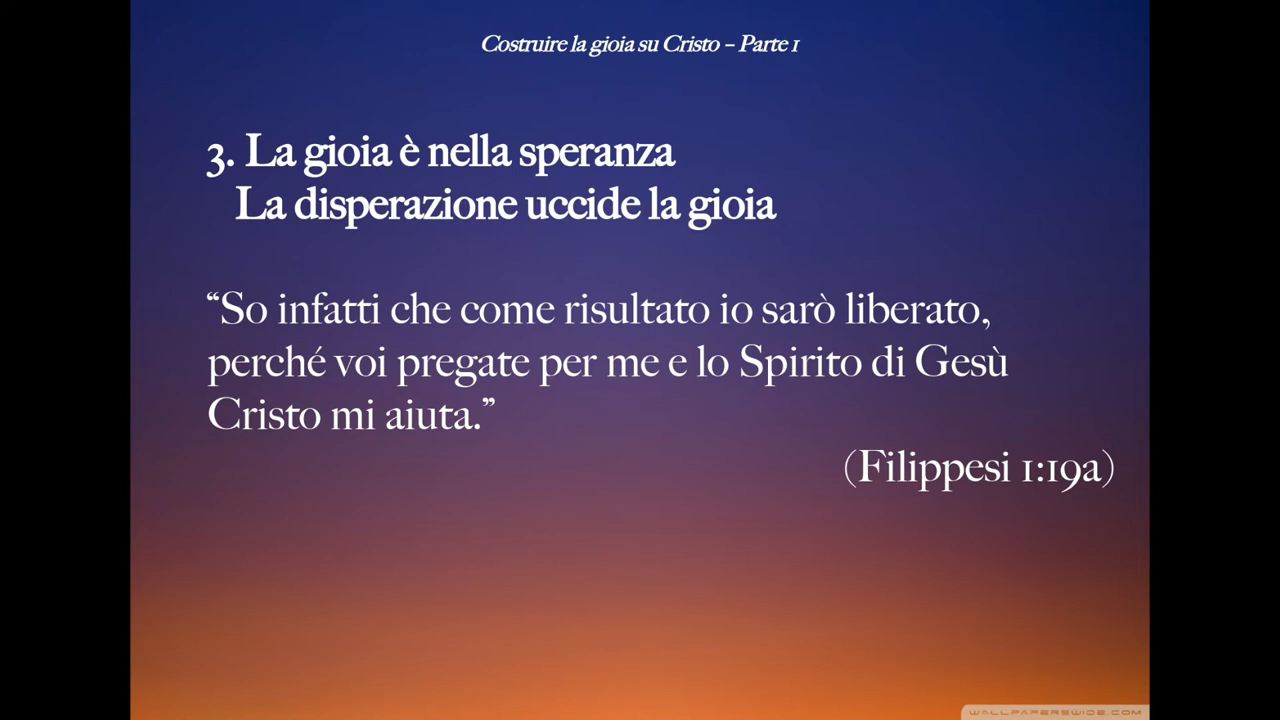 Costruire la gioia su Cristo – Parte 1
3. La gioia è nella speranza
La disperazione uccide la gioia
“So infatti che come risultato io sarò liberato,
perché voi pregate per me e lo Spirito di Gesù
Cristo mi aiuta.”
(Filippesi 1:19a)
WALLPAPERSWIDE.COM